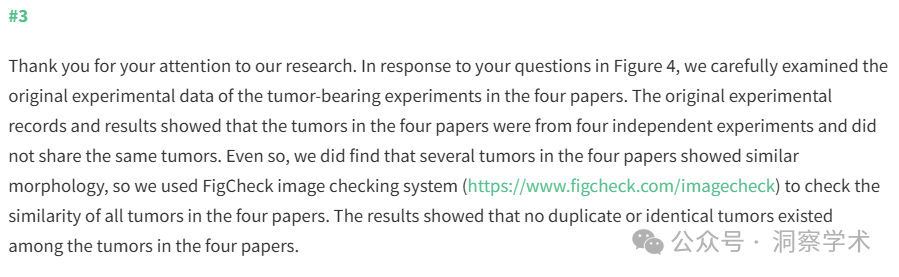 #3
Thank you for your attention to our research. In response to your questions in Figure 4, we carefully examined the
original experimental data of the tumor-bearing experiments in the four papers. The original experimental
records and results showed that the tumors in the four papers were from four independent experiments and did
not share the same tumors. Even so, we did find that several tumors in the four papers showed similar
morphology, so we used FigCheck image checking system (https://www.figcheck.com/imagecheck) to check the
similarity of all tumors in the four papers. The results showed that no duplicate or identical tumors existed
among the tumors in the four papers.
公众号 · 洞察学术